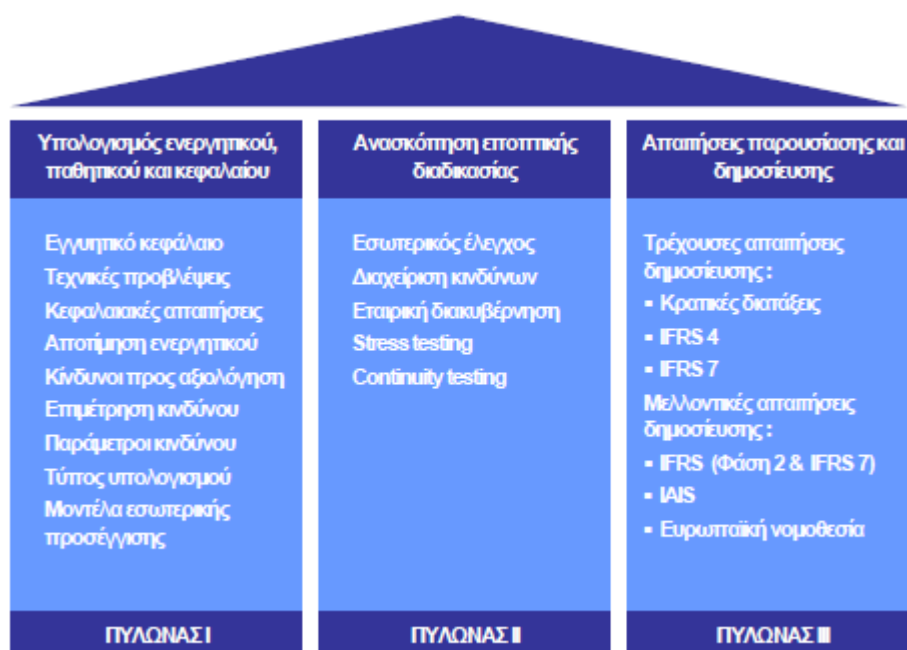 Υπολογισμός ενεργητικού,
παθητικού και κεφαλαίου
Εγγυητικό κεφάλαιο
Τεχνικές προβλέψεις
Κεφαλαιακές απαιτήσεις
Αποτίμηση ενεργητικού
Κίνδυνοι προς αξιολόγηση
Επιμέτρηση κινδύνου
Παράμετροι κινδύνου
Τύπος υπολογισμού
Μοντέλα εσωτερικής
προσέγγισης
ΠΥΛΩΝΑΣ I
Ανασκόπηση εποπτικής
διαδικασίας
Εσωτερικός έλεγχος
Διαχείριση κινδύνων
Εταιρική διακυβέρνηση
Stress testing
Continuity testing
ΠΥΛΩΝΑΣ II
Απαιτήσεις παρουσίασης και
δημοσίευσης
Τρέχουσες απαιτήσεις
δημοσίευσης :
▪ Κρατικές διατάξεις
▪ IFRS 4
▪ IFRS 7
Μελλοντικές απαιτήσεις
δημοσίευσης :
▪ IFRS (Φάση 2 & IFRS 7)
▪ IAIS
▪ Ευρωπαϊκή νομοθεσία
ΠΥΛΩΝΑΣ III